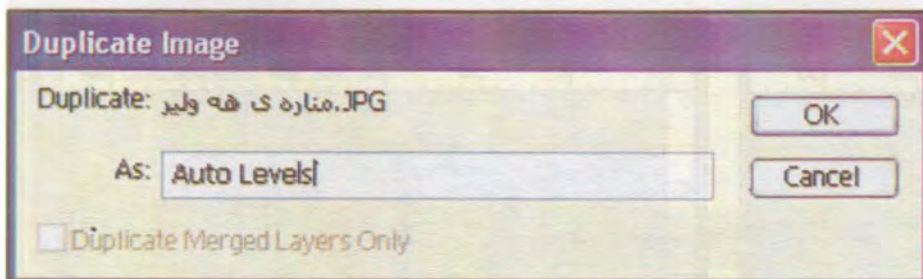 Duplicate Image
Duplicate: مناره ی هه ولیر.JPG
OK
As: Auto Levels
Cancel
Duplicate Merged Layers Only